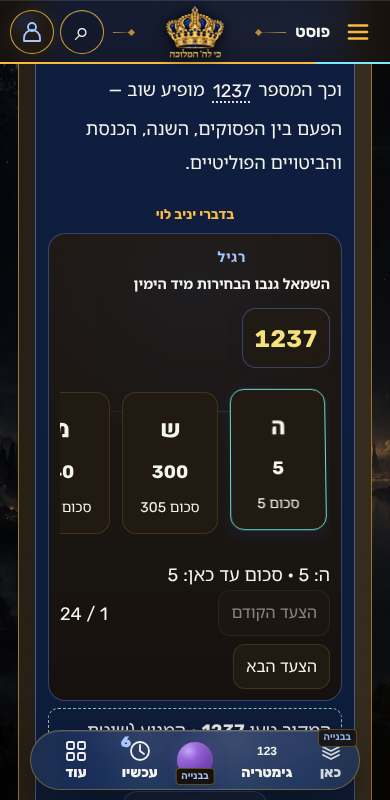 פוסט
כי לה' המלוכה
וכך המספר 1237 מופיע שוב –
הפעם בין הפסוקים, השנה, הכנסת
והביטויים הפוליטיים.
בדברי יניב לוי
רגיל
השמאל גנבו הבחירות מיד הימין
1237
ה
5
סכום 5
ש
300
סכום 305
ה: 5 • סכום עד כאן: 5
הצעד הקודם
1 / 24
הצעד הבא
בבנייה
כאן
123
גימטריה
בבנייה
6
עכשיו
עוד